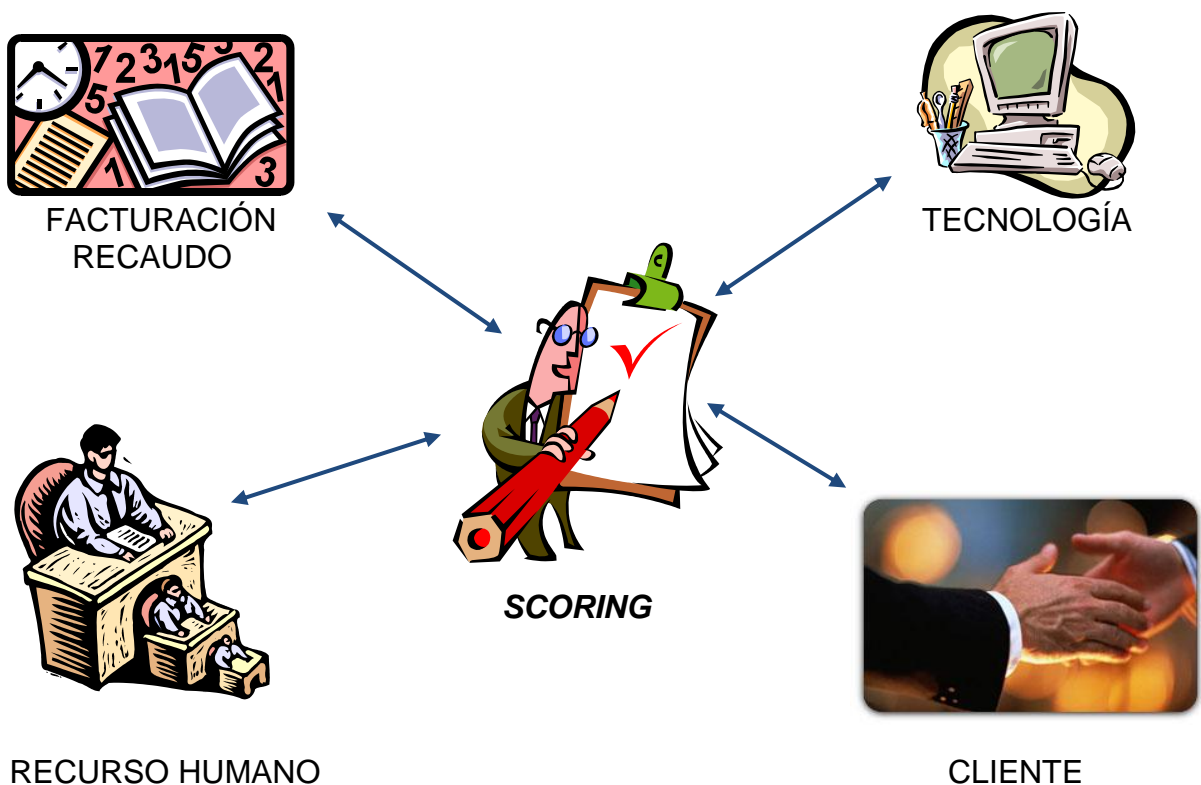 FACTURACIÓN
RECAUDO
TECNOLOGÍA
SCORING
RECURSO HUMANO
CLIENTE